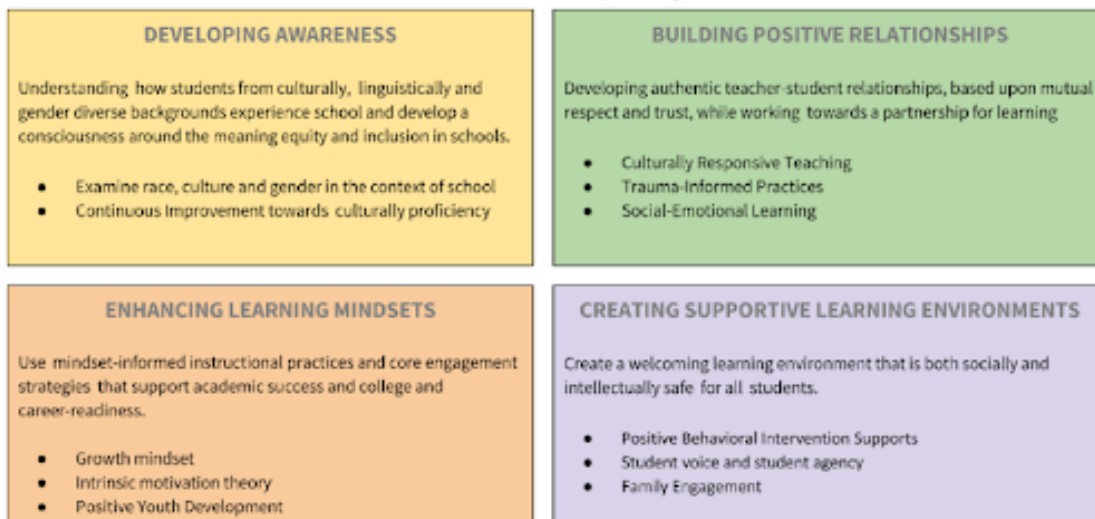 DEVELOPING AWARENESS
Understanding how students from culturally, linguistically and
gender diverse backgrounds experience school and develop a
consciousness around the meaning equity and inclusion in schools.
● Examine race, culture and gender in the context of school
● Continuous Improvement towards culturally proficiency
BUILDING POSITIVE RELATIONSHIPS
Developing authentic teacher-student relationships, based upon mutual
respect and trust, while working towards a partnership for learning
● Culturally Responsive Teaching
● Trauma-Informed Practices
● Social-Emotional Learning
ENHANCING LEARNING MINDSETS
Use mindset-informed instructional practices and core engagement
strategies that support academic success and college and
career-readiness.
● Growth mindset
● Intrinsic motivation theory
● Positive Youth Development
CREATING SUPPORTIVE LEARNING ENVIRONMENTS
Create a welcoming learning environment that is both socially and
intellectually safe for all students.
● Positive Behavioral Intervention Supports
● Student voice and student agency
● Family Engagement